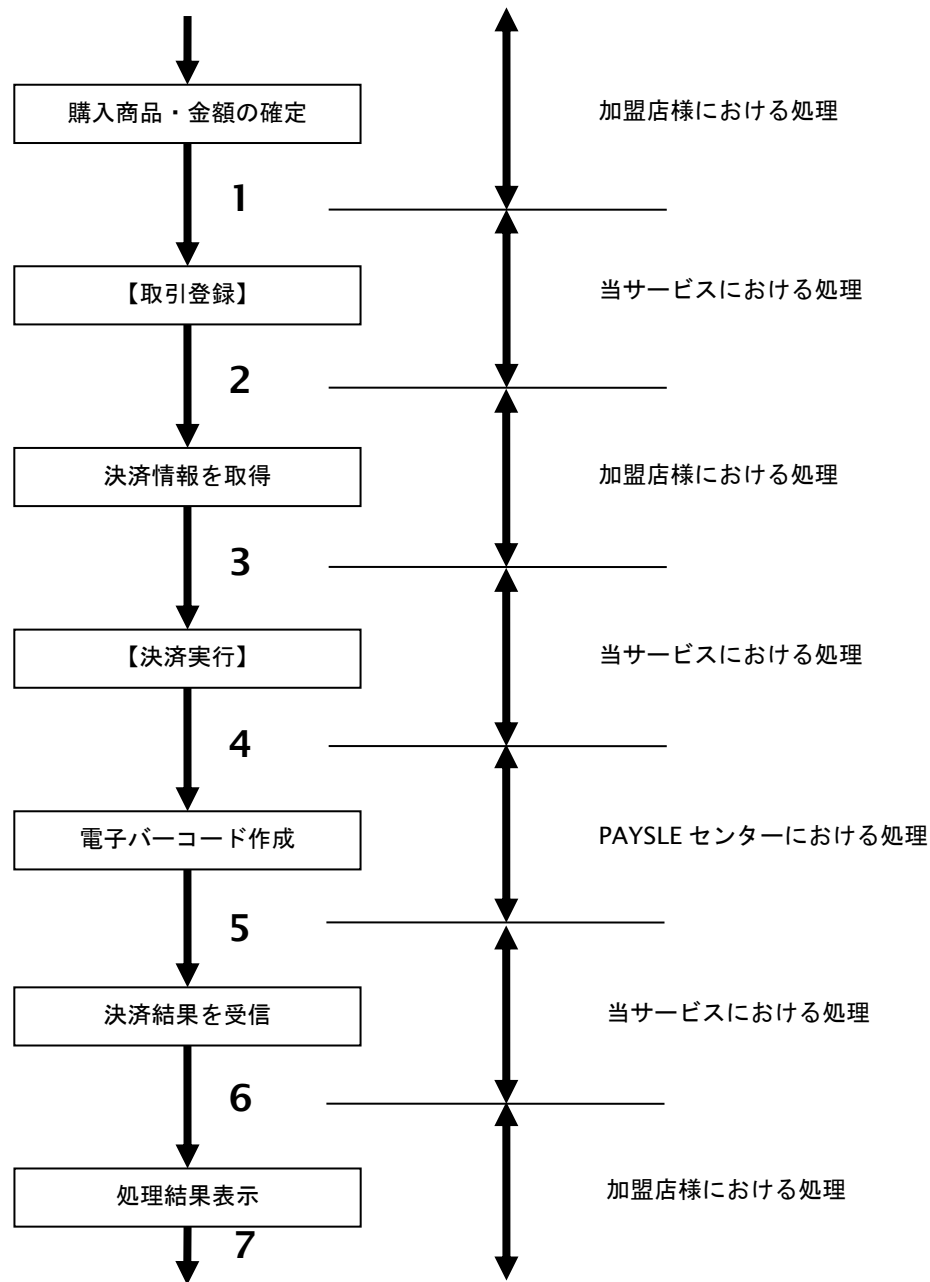 購入商品・金額の確定
加盟店様における処理
1
【取引登録】
当サービスにおける処理
2
決済情報を取得
加盟店様における処理
3
【決済実行】
当サービスにおける処理
4
電子バーコード作成
PAYSLE センターにおける処理
5
決済結果を受信
当サービスにおける処理
6
処理結果表示
加盟店様における処理
7